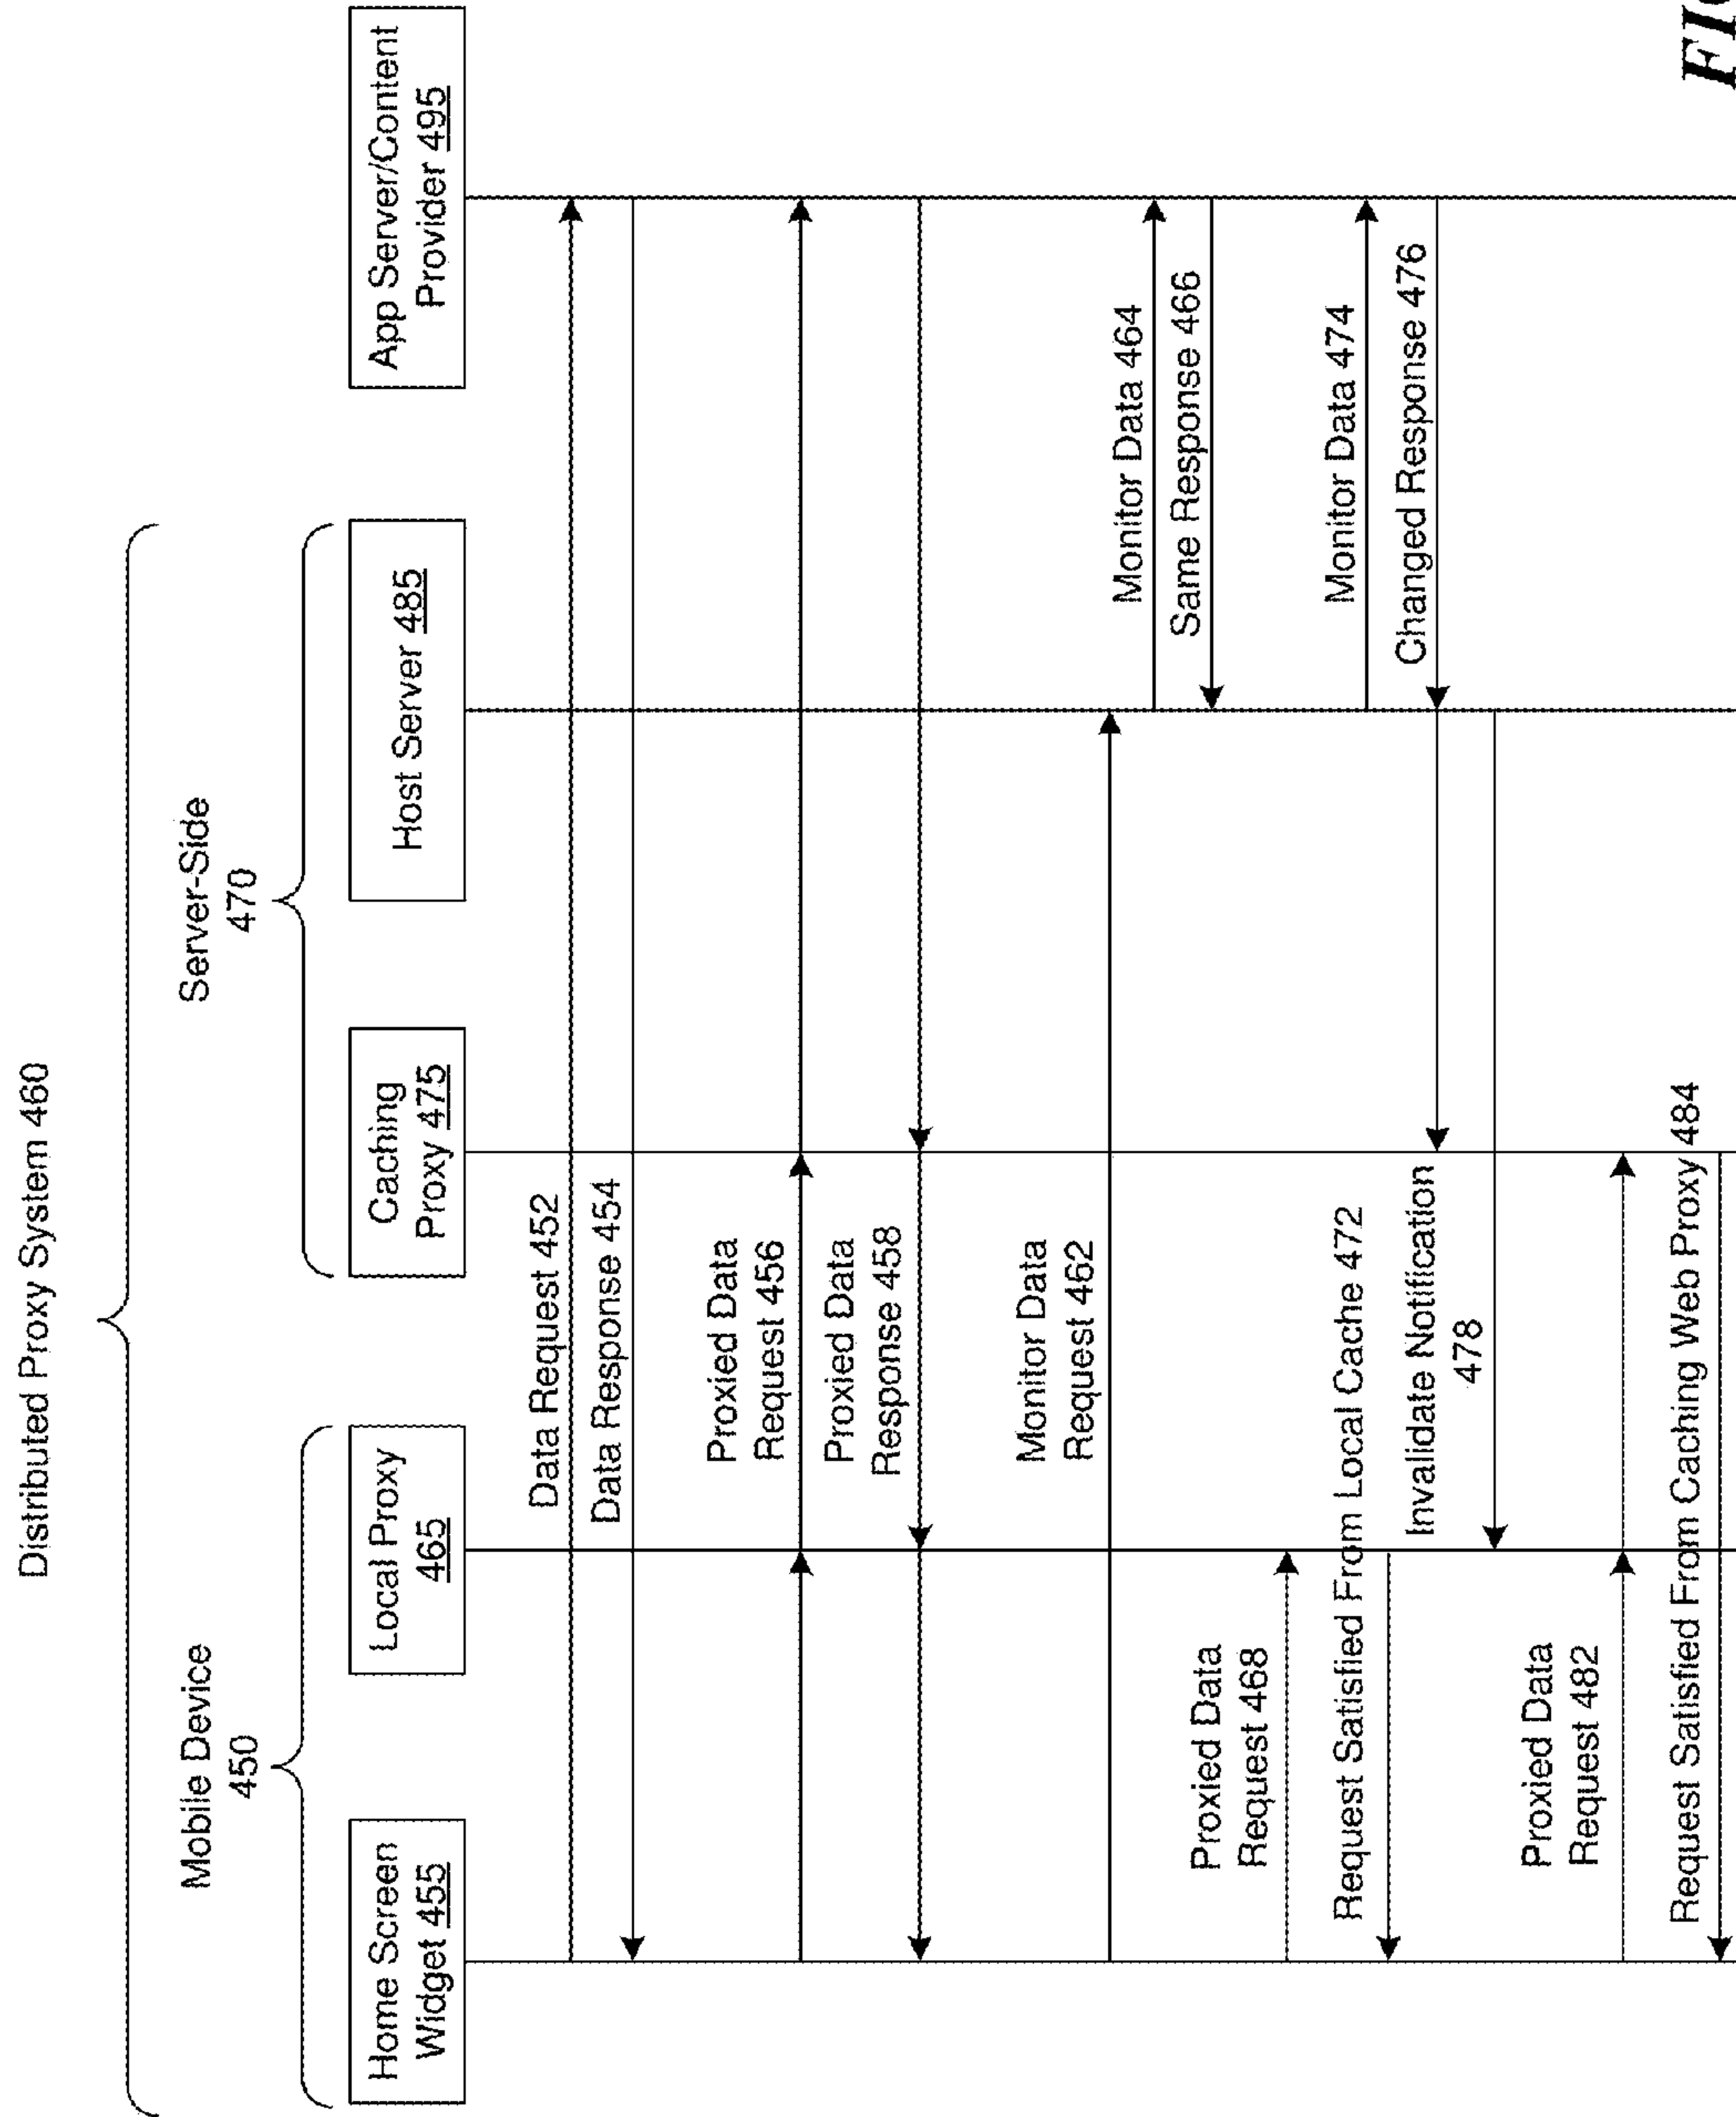 Distributed Proxy System 460
Mobile Device
450
Server-Side
470
Home Screen
Widget 455
Local Proxy
465
Caching
Proxy 475
Host Server 485
App Server/Content
Provider 495
Data Request 452
Data Response 454
Proxied Data
Request 456
Proxied Data
Response 458
Monitor Data
Request 462
Monitor Data 464
Same Response 466
Proxied Data
Request 468
Request Satisfied From Local Cache 472
Monitor Data 474
Changed Response 476
Invalidate Notification
478
Proxied Data
Request 482
Request Satisfied From Caching Web Proxy 484